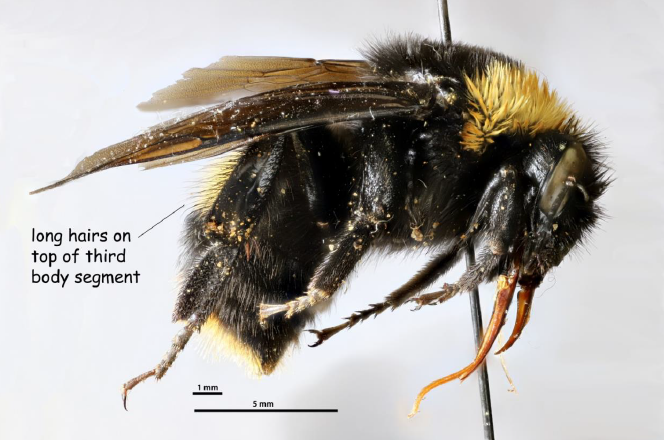 long hairs on
top of third
body segment
1 mm
5 mm